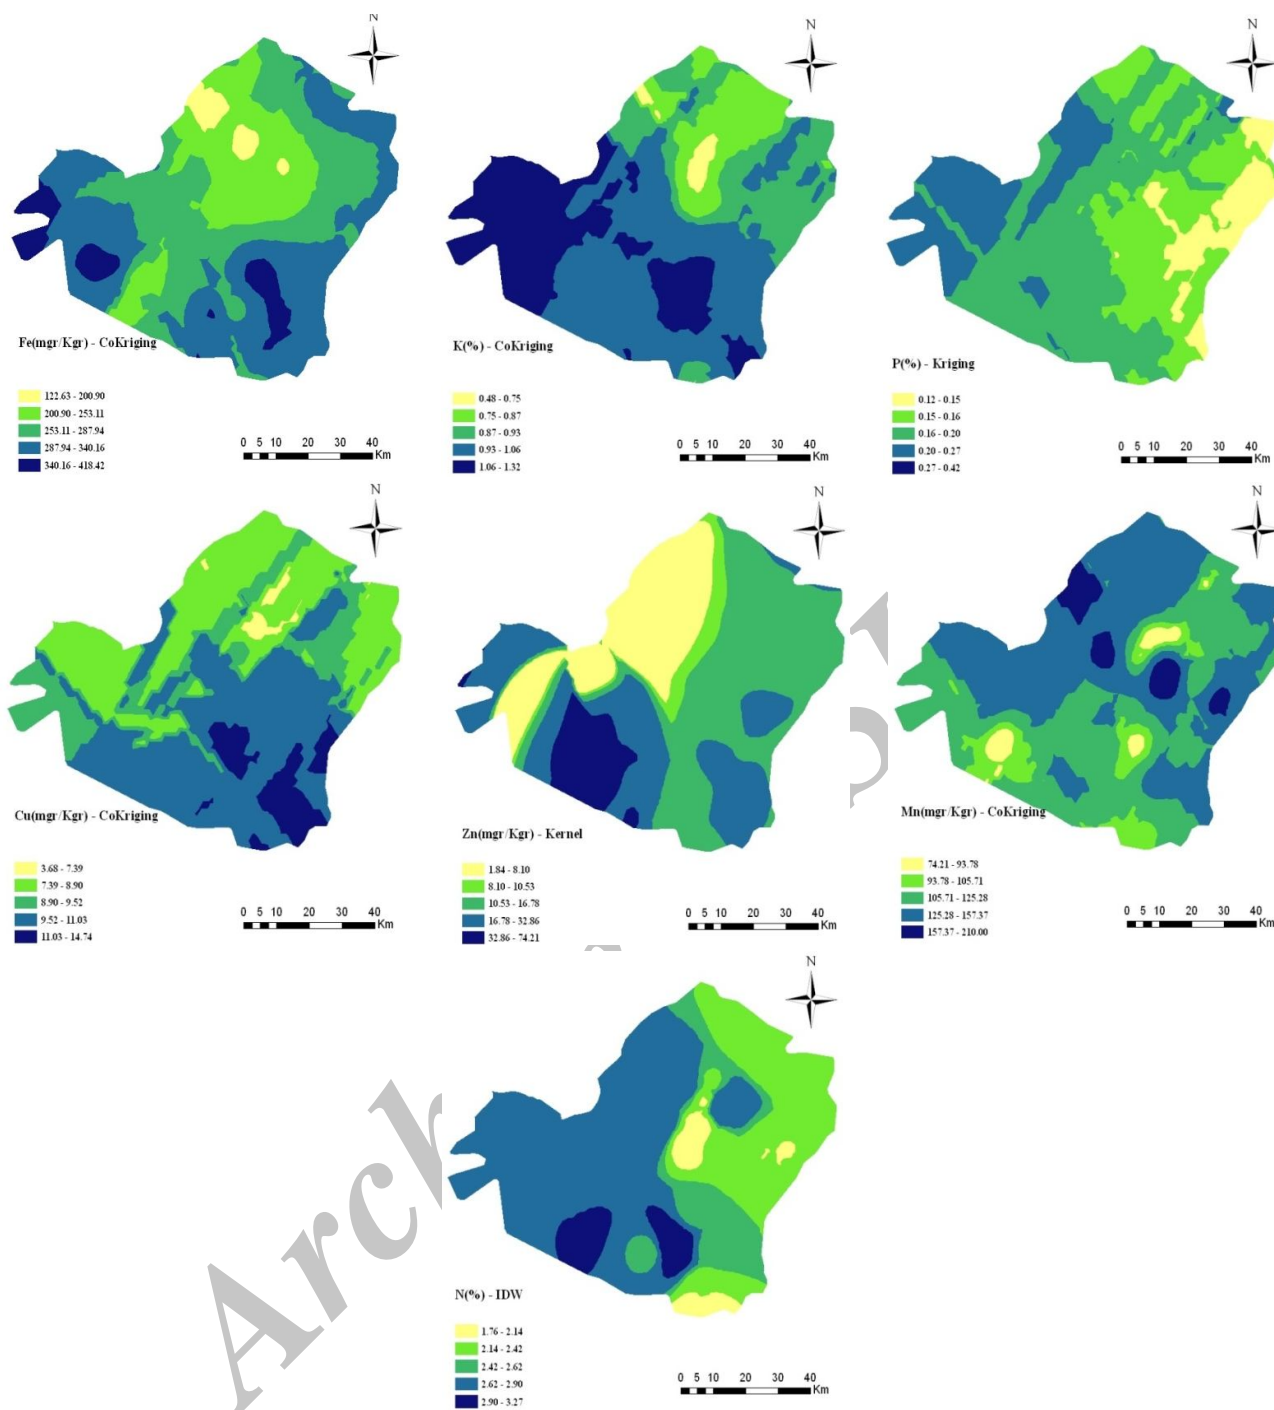 N
N
N
Fe(mgr/Kgr) - CoKriging
122.63 - 200.90
200.90 - 253.11
253.11 - 287.94
287.94 - 340.16
340.16 - 418.42
0 5 10 20 30 40
Km
K(%) - CoKriging
0.48 - 0.75
0.75 - 0.87
0.87 - 0.93
0.93 - 1.06
1.06 - 1.32
0 5 10 20 30 40
Km
P(%) - Kriging
0.12 - 0.15
0.15 - 0.16
0.16 - 0.20
0.20 - 0.27
0.27 - 0.42
0 5 10 20 30 40
Km
N
N
N
Cu(mgr/Kgr) - CoKriging
3.68 - 7.39
7.39 - 8.90
8.90 - 9.52
9.52 - 11.03
11.03 - 14.74
0 5 10 20 30 40
Km
Zn(mgr/Kgr) - Kernel
1.84 - 8.10
8.10 - 10.53
10.53 - 16.78
16.78 - 32.86
32.86 - 74.21
0 5 10 20 30 40
Km
Mn(mgr/Kgr) - CoKriging
74.21 - 93.78
93.78 - 105.71
105.71 - 125.28
125.28 - 157.37
157.37 - 210.00
0 5 10 20 30 40
Km
N
N(%) - IDW
1.76 - 2.14
2.14 - 2.42
2.42 - 2.62
2.62 - 2.90
2.90 - 3.27
0 5 10 20 30 40
Km